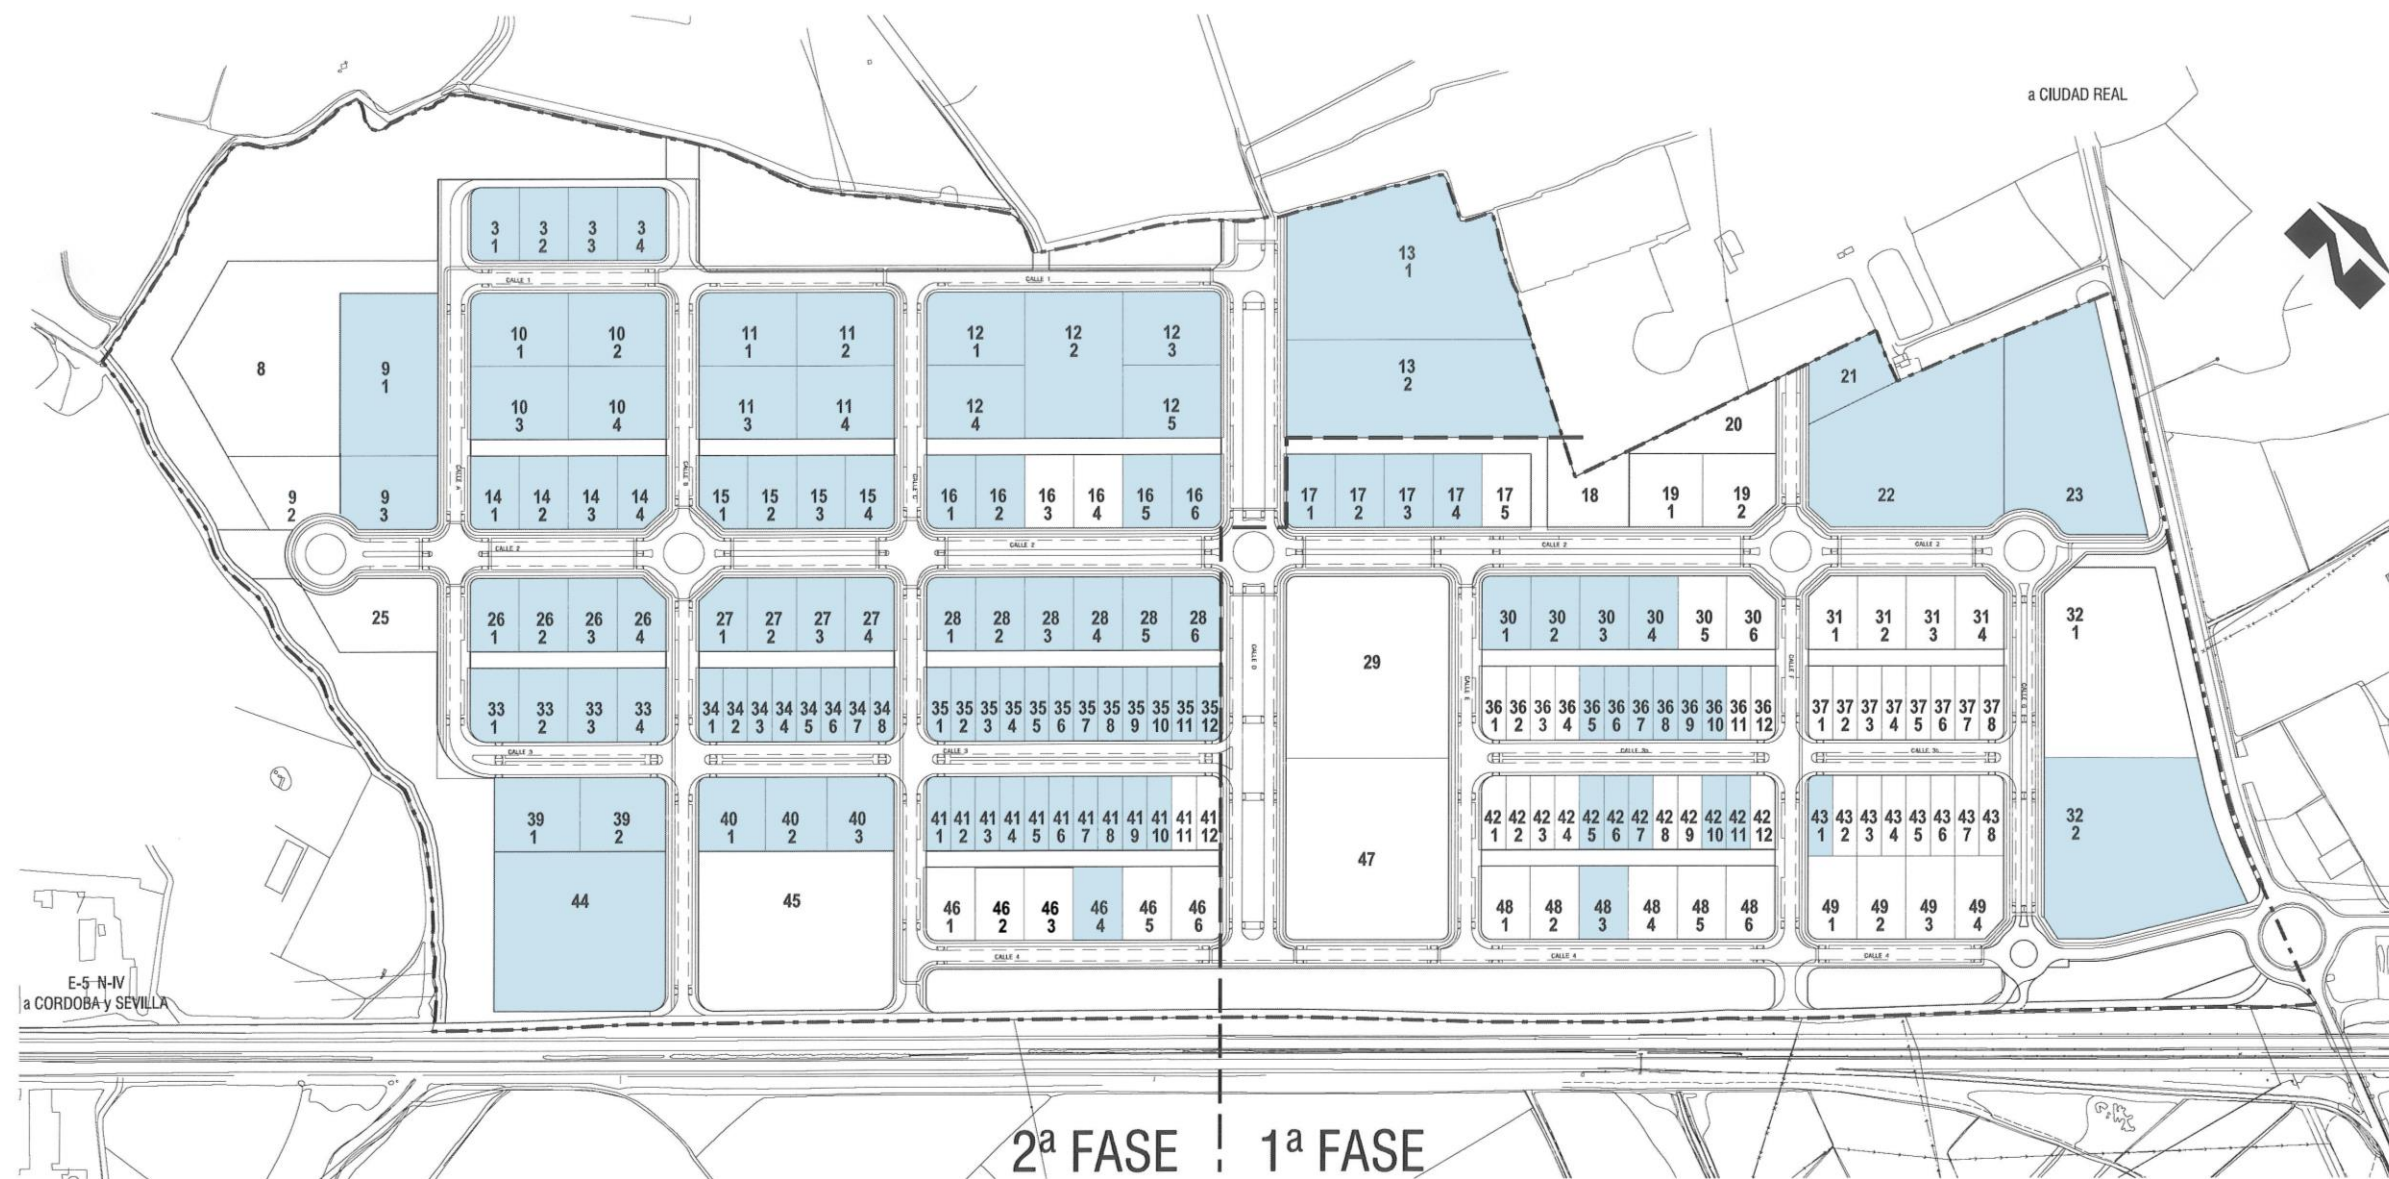 a CIUDAD REAL
3 3 3 3
1 2 3 4
CALLE 1
CALLE 1
13
1
8
9
1
10 10
1 2
11 11
1 2
12 12 12
1 2 3
13
2
21
10 10
3 4
11 11
3 4
12 12
4 5
20
9
2
9
3
CALLE A
14 14 14 14
1 2 3 4
CALLE B
15 15 15 15
1 2 3 4
CALLE C
16 16 16 16 16 16
1 2 3 4 5 6
17 17 17 17 17
1 2 3 4 5
18
19 19
1 2
22
23
CALLE 2
CALLE 2
CALLE 2
CALLE 2
25
26 26 26 26
1 2 3 4
27 27 27 27
1 2 3 4
28 28 28 28 28 28
1 2 3 4 5 6
CALLE D
29
30 30 30 30 30 30
1 2 3 4 5 6
31 31 31 31
1 2 3 4
32
1
33 33 33 33
1 2 3 4
34 34 34 34 34 34 34 34
1 2 3 4 5 6 7 8
35 35 35 35 35 35 35 35 35 35 35 35
1 2 3 4 5 6 7 8 9 10 11 12
CALLE E
36 36 36 36 36 36 36 36 36 36 36 36
1 2 3 4 5 6 7 8 9 10 11 12
CALLE F
37 37 37 37 37 37 37 37
1 2 3 4 5 6 7 8
CALLE G
CALLE 3
CALLE 3
CALLE 3b
CALLE 3b
39 39
1 2
40 40 40
1 2 3
41 41 41 41 41 41 41 41 41 41 41 41
1 2 3 4 5 6 7 8 9 10 11 12
47
42 42 42 42 42 42 42 42 42 42 42 42
1 2 3 4 5 6 7 8 9 10 11 12
43 43 43 43 43 43 43 43
1 2 3 4 5 6 7 8
32
2
44
45
46 46 46 46 46 46
1 2 3 4 5 6
48 48 48 48 48 48
1 2 3 4 5 6
49 49 49 49
1 2 3 4
CALLE 4
CALLE 4
CALLE 4
E-5 N-IV
a CORDOBA y SEVILLA
2ª FASE
1ª FASE